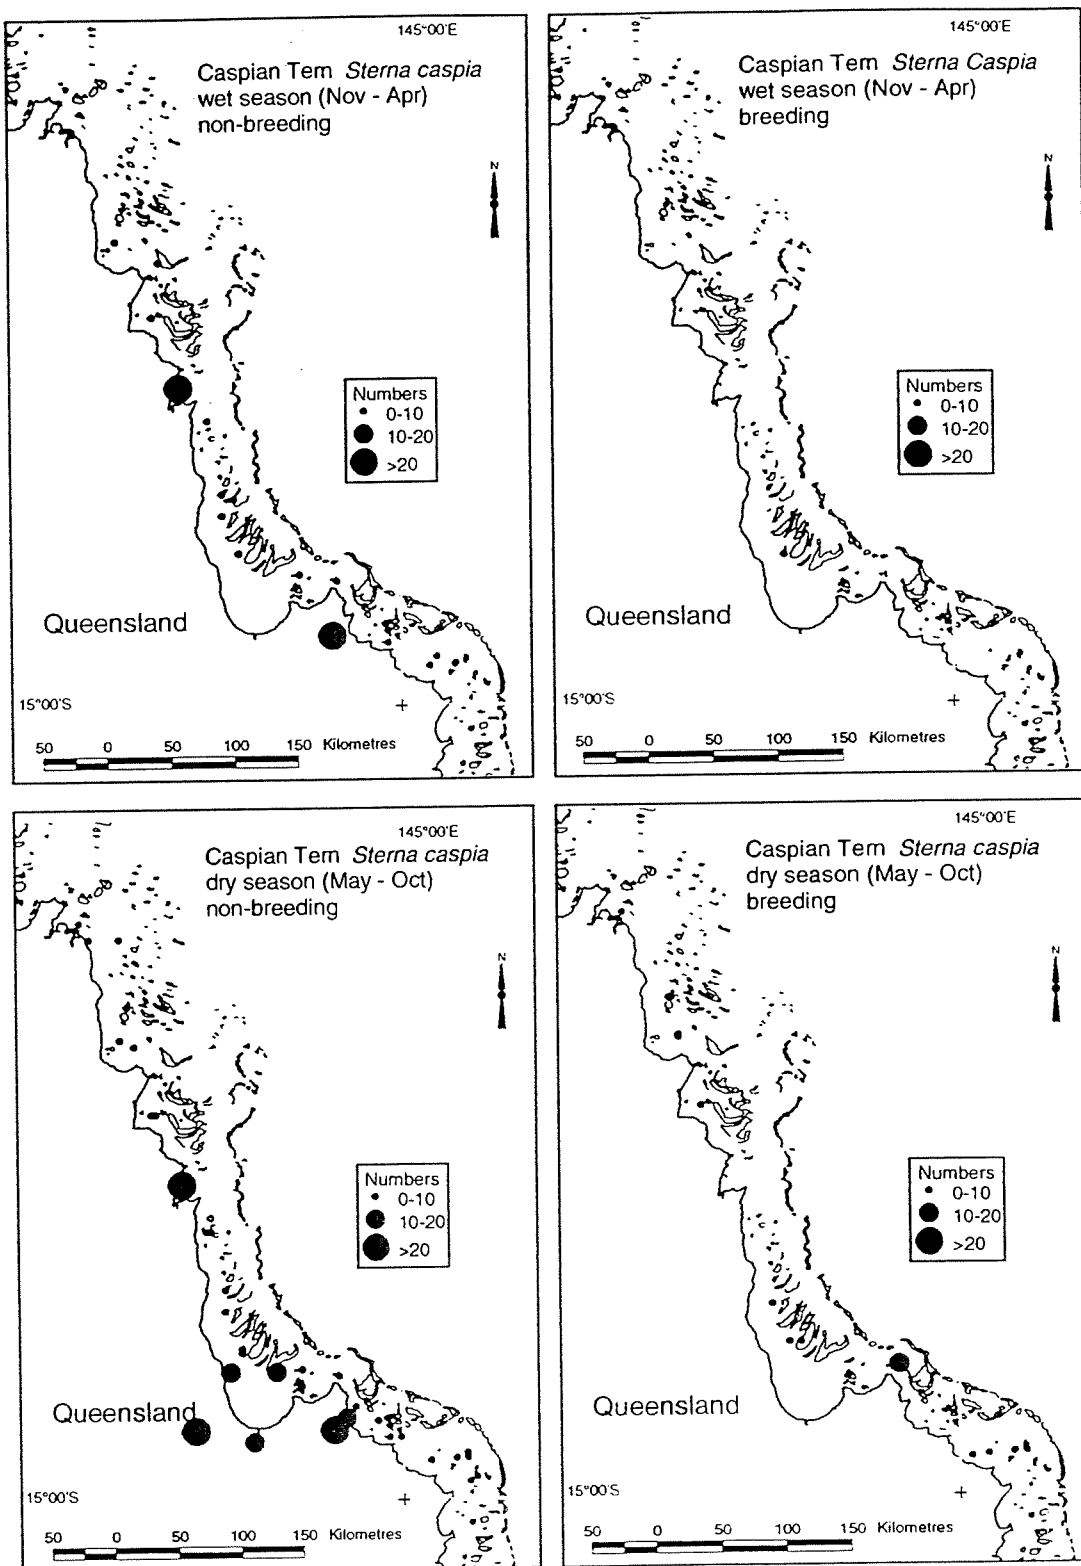 145°00'E
Caspian Tern Sterna caspia
wet season (Nov - Apr)
non-breeding
N
Numbers
0-10
10-20
>20
Queensland
15°00'S
50 0 50 100 150 Kilometres
145°00'E
Caspian Tern Sterna Caspia
wet season (Nov - Apr)
breeding
N
Numbers
0-10
10-20
>20
Queensland
15°00'S
50 0 50 100 150 Kilometres
145°00'E
Caspian Tern Sterna caspia
dry season (May - Oct)
non-breeding
N
Numbers
0-10
10-20
>20
Queensland
15°00'S
50 0 50 100 150 Kilometres
145°00'E
Caspian Tern Sterna caspia
dry season (May - Oct)
breeding
N
Numbers
0-10
10-20
>20
Queensland
15°00'S
50 0 50 100 150 Kilometres